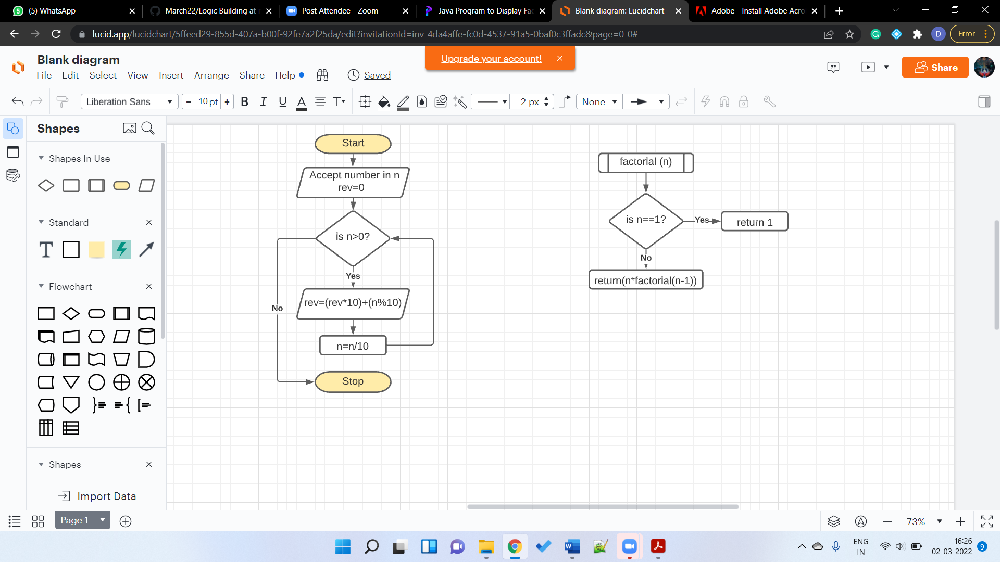 (5) WhatsApp
March22/Logic Building at
Post Attendee - Zoom
Java Program to Display Fa
Blank diagram: Lucidchart
Adobe - Install Adobe Acro
lucid.app/lucidchart/5ffeed29-855d-407a-b00f-92fe7a2f25da/edit?invitationId=inv_4da4affe-fc0d-4537-91a5-0baf0c3ffadc&page=0_0#
D
Error
Blank diagram
Upgrade your account!
File Edit Select View Insert Arrange Share Help
Saved
Share
Liberation Sans
- 10 pt +
B I U A T
2 px
None
Shapes
Shapes In Use
Standard
T
Flowchart
Shapes
Import Data
Start
Accept number in n
rev=0
is n>0?
Yes
No
rev=(rev*10)+(n%10)
n=n/10
Stop
factorial (n)
is n==1?
Yes
return 1
No
return(n*factorial(n-1))
Page 1
73%
ENG
IN
16:26
02-03-2022
9